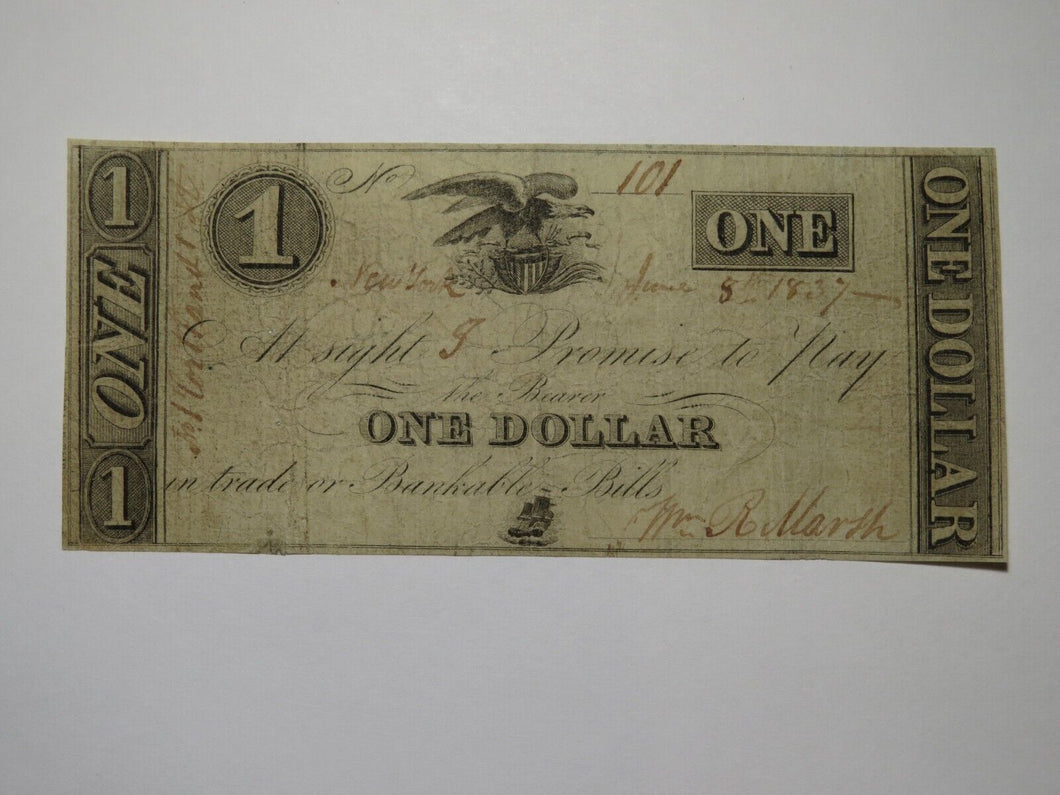 1
ONE
1
1
No
101
ONE
New York
June 8th 1837
At sight I Promise to Pay
the Bearer
ONE DOLLAR
in trade or Bankable Bills
Wm R Marsh
ONE DOLLAR